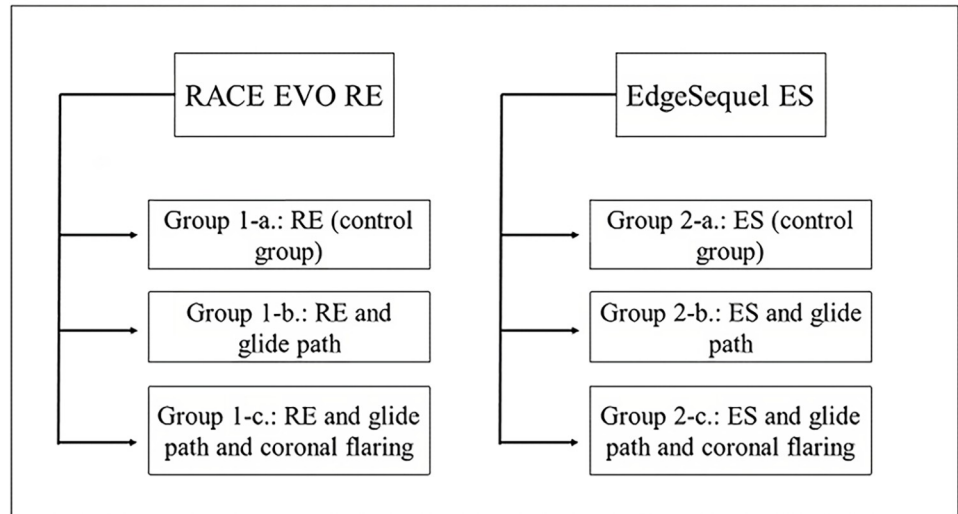 RACE EVO RE
Group 1-a.: RE (control
group)
Group 1-b.: RE and
glide path
Group 1-c.: RE and glide
path and coronal flaring
EdgeSequel ES
Group 2-a.: ES (control
group)
Group 2-b.: ES and glide
path
Group 2-c.: ES and glide
path and coronal flaring